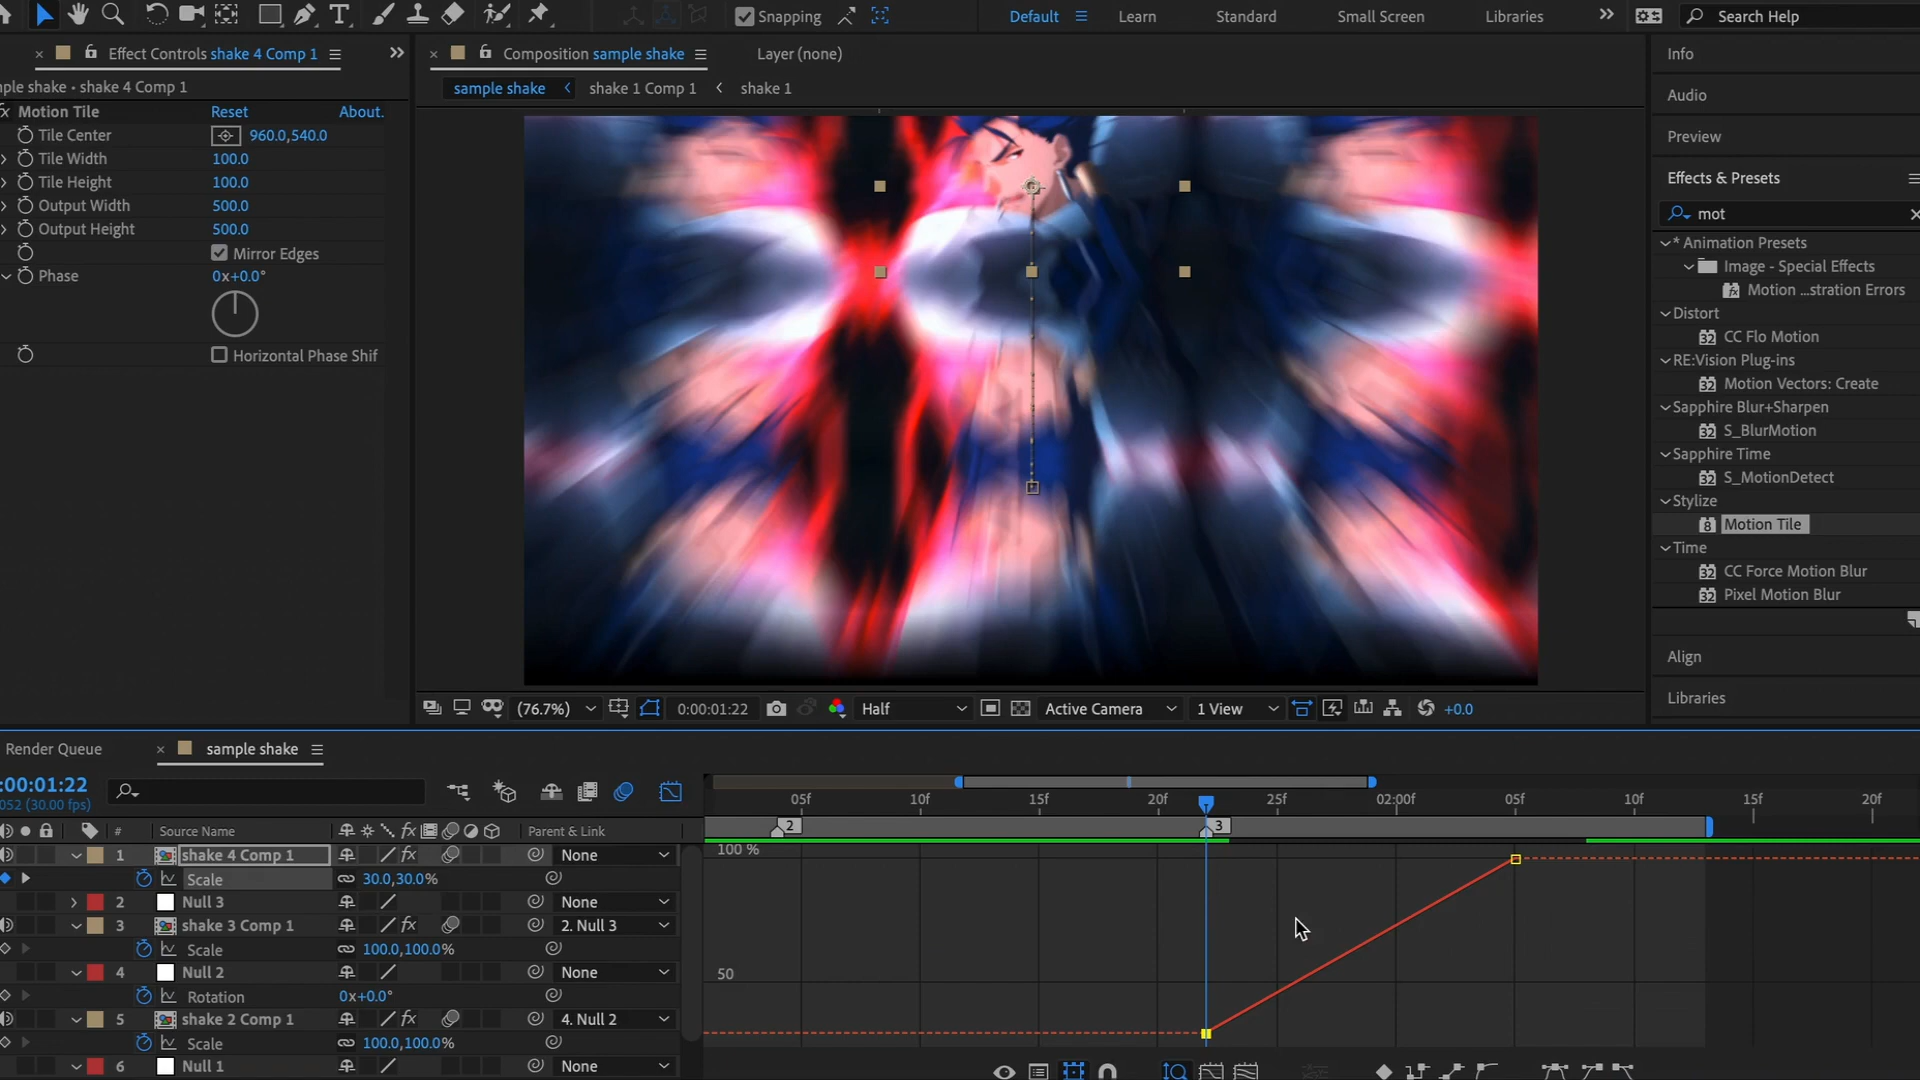 Snapping
Default
Learn
Standard
Small Screen
Libraries
Search Help
Effect Controls shake 4 Comp 1
Composition sample shake
Layer (none)
Info
mple shake • shake 4 Comp 1
sample shake
shake 1 Comp 1
shake 1
Audio
Motion Tile
Reset
About.
Tile Center
960.0,540.0
Tile Width
100.0
Tile Height
100.0
Output Width
500.0
Output Height
500.0
Mirror Edges
Phase
0x+0.0°
Horizontal Phase Shif
Preview
Effects & Presets
mot
* Animation Presets
Image - Special Effects
Motion ...stration Errors
Distort
CC Flo Motion
RE:Vision Plug-ins
Motion Vectors: Create
Sapphire Blur+Sharpen
S_BlurMotion
Sapphire Time
S_MotionDetect
Stylize
Motion Tile
Time
CC Force Motion Blur
Pixel Motion Blur
Align
Libraries
(76.7%)
0:00:01:22
Half
Active Camera
1 View
+0.0
Render Queue
sample shake
:00:01:22
052 (30.00 fps)
05f
10f
15f
20f
25f
02:00f
05f
10f
15f
20f
2
3
#
Source Name
Parent & Link
1
shake 4 Comp 1
None
Scale
30.0,30.0%
2
Null 3
None
3
shake 3 Comp 1
2. Null 3
Scale
100.0,100.0%
4
Null 2
None
Rotation
0x+0.0°
5
shake 2 Comp 1
4. Null 2
Scale
100.0,100.0%
6
Null 1
None
100 %
50